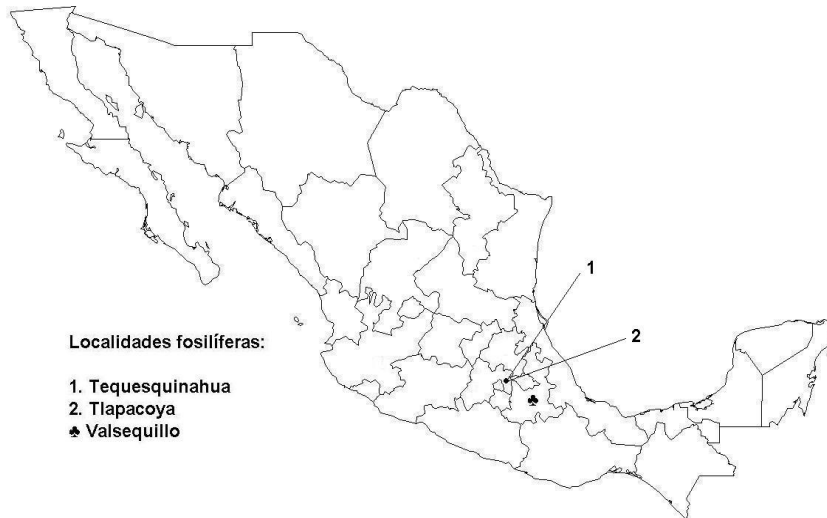 1
2
Localidades fosilíferas:
1. Tequesquinahua
2. Tlapacoya
♣ Valsequillo